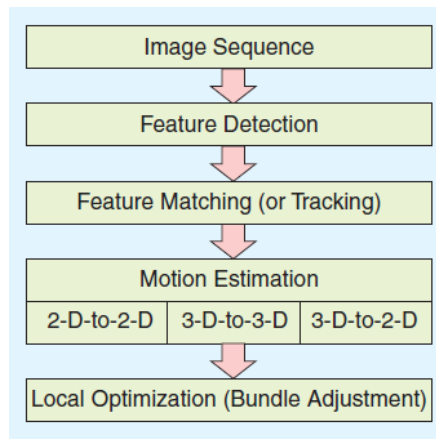 Image Sequence
Feature Detection
Feature Matching (or Tracking)
Motion Estimation
2-D-to-2-D 3-D-to-3-D 3-D-to-2-D
Local Optimization (Bundle Adjustment)